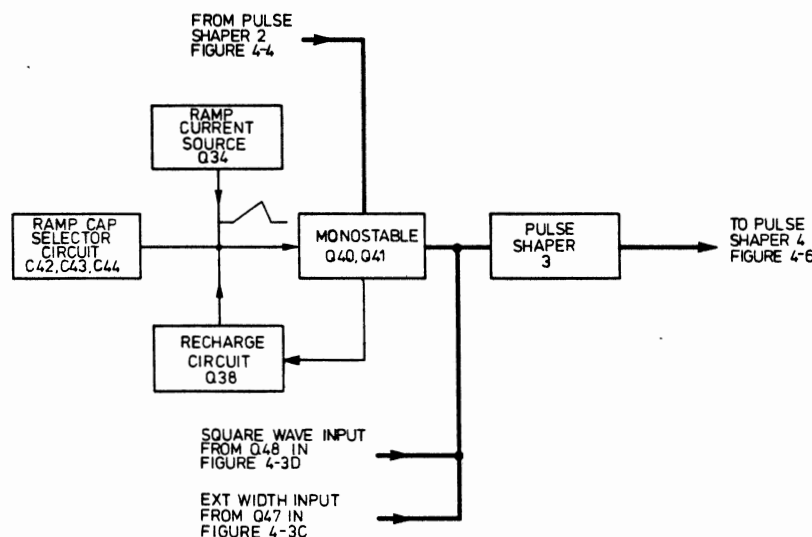 FROM PULSE
SHAPER 2
FIGURE 4-4
RAMP
CURRENT
SOURCE
Q34
RAMP CAP
SELECTOR
CIRCUIT
C42,C43,C44
MONOSTABLE
Q40,Q41
PULSE
SHAPER
3
TO PULSE
SHAPER 4
FIGURE 4-6
RECHARGE
CIRCUIT
Q38
SQUARE WAVE INPUT
FROM Q48 IN
FIGURE 4-3D
EXT WIDTH INPUT
FROM Q47 IN
FIGURE 4-3C